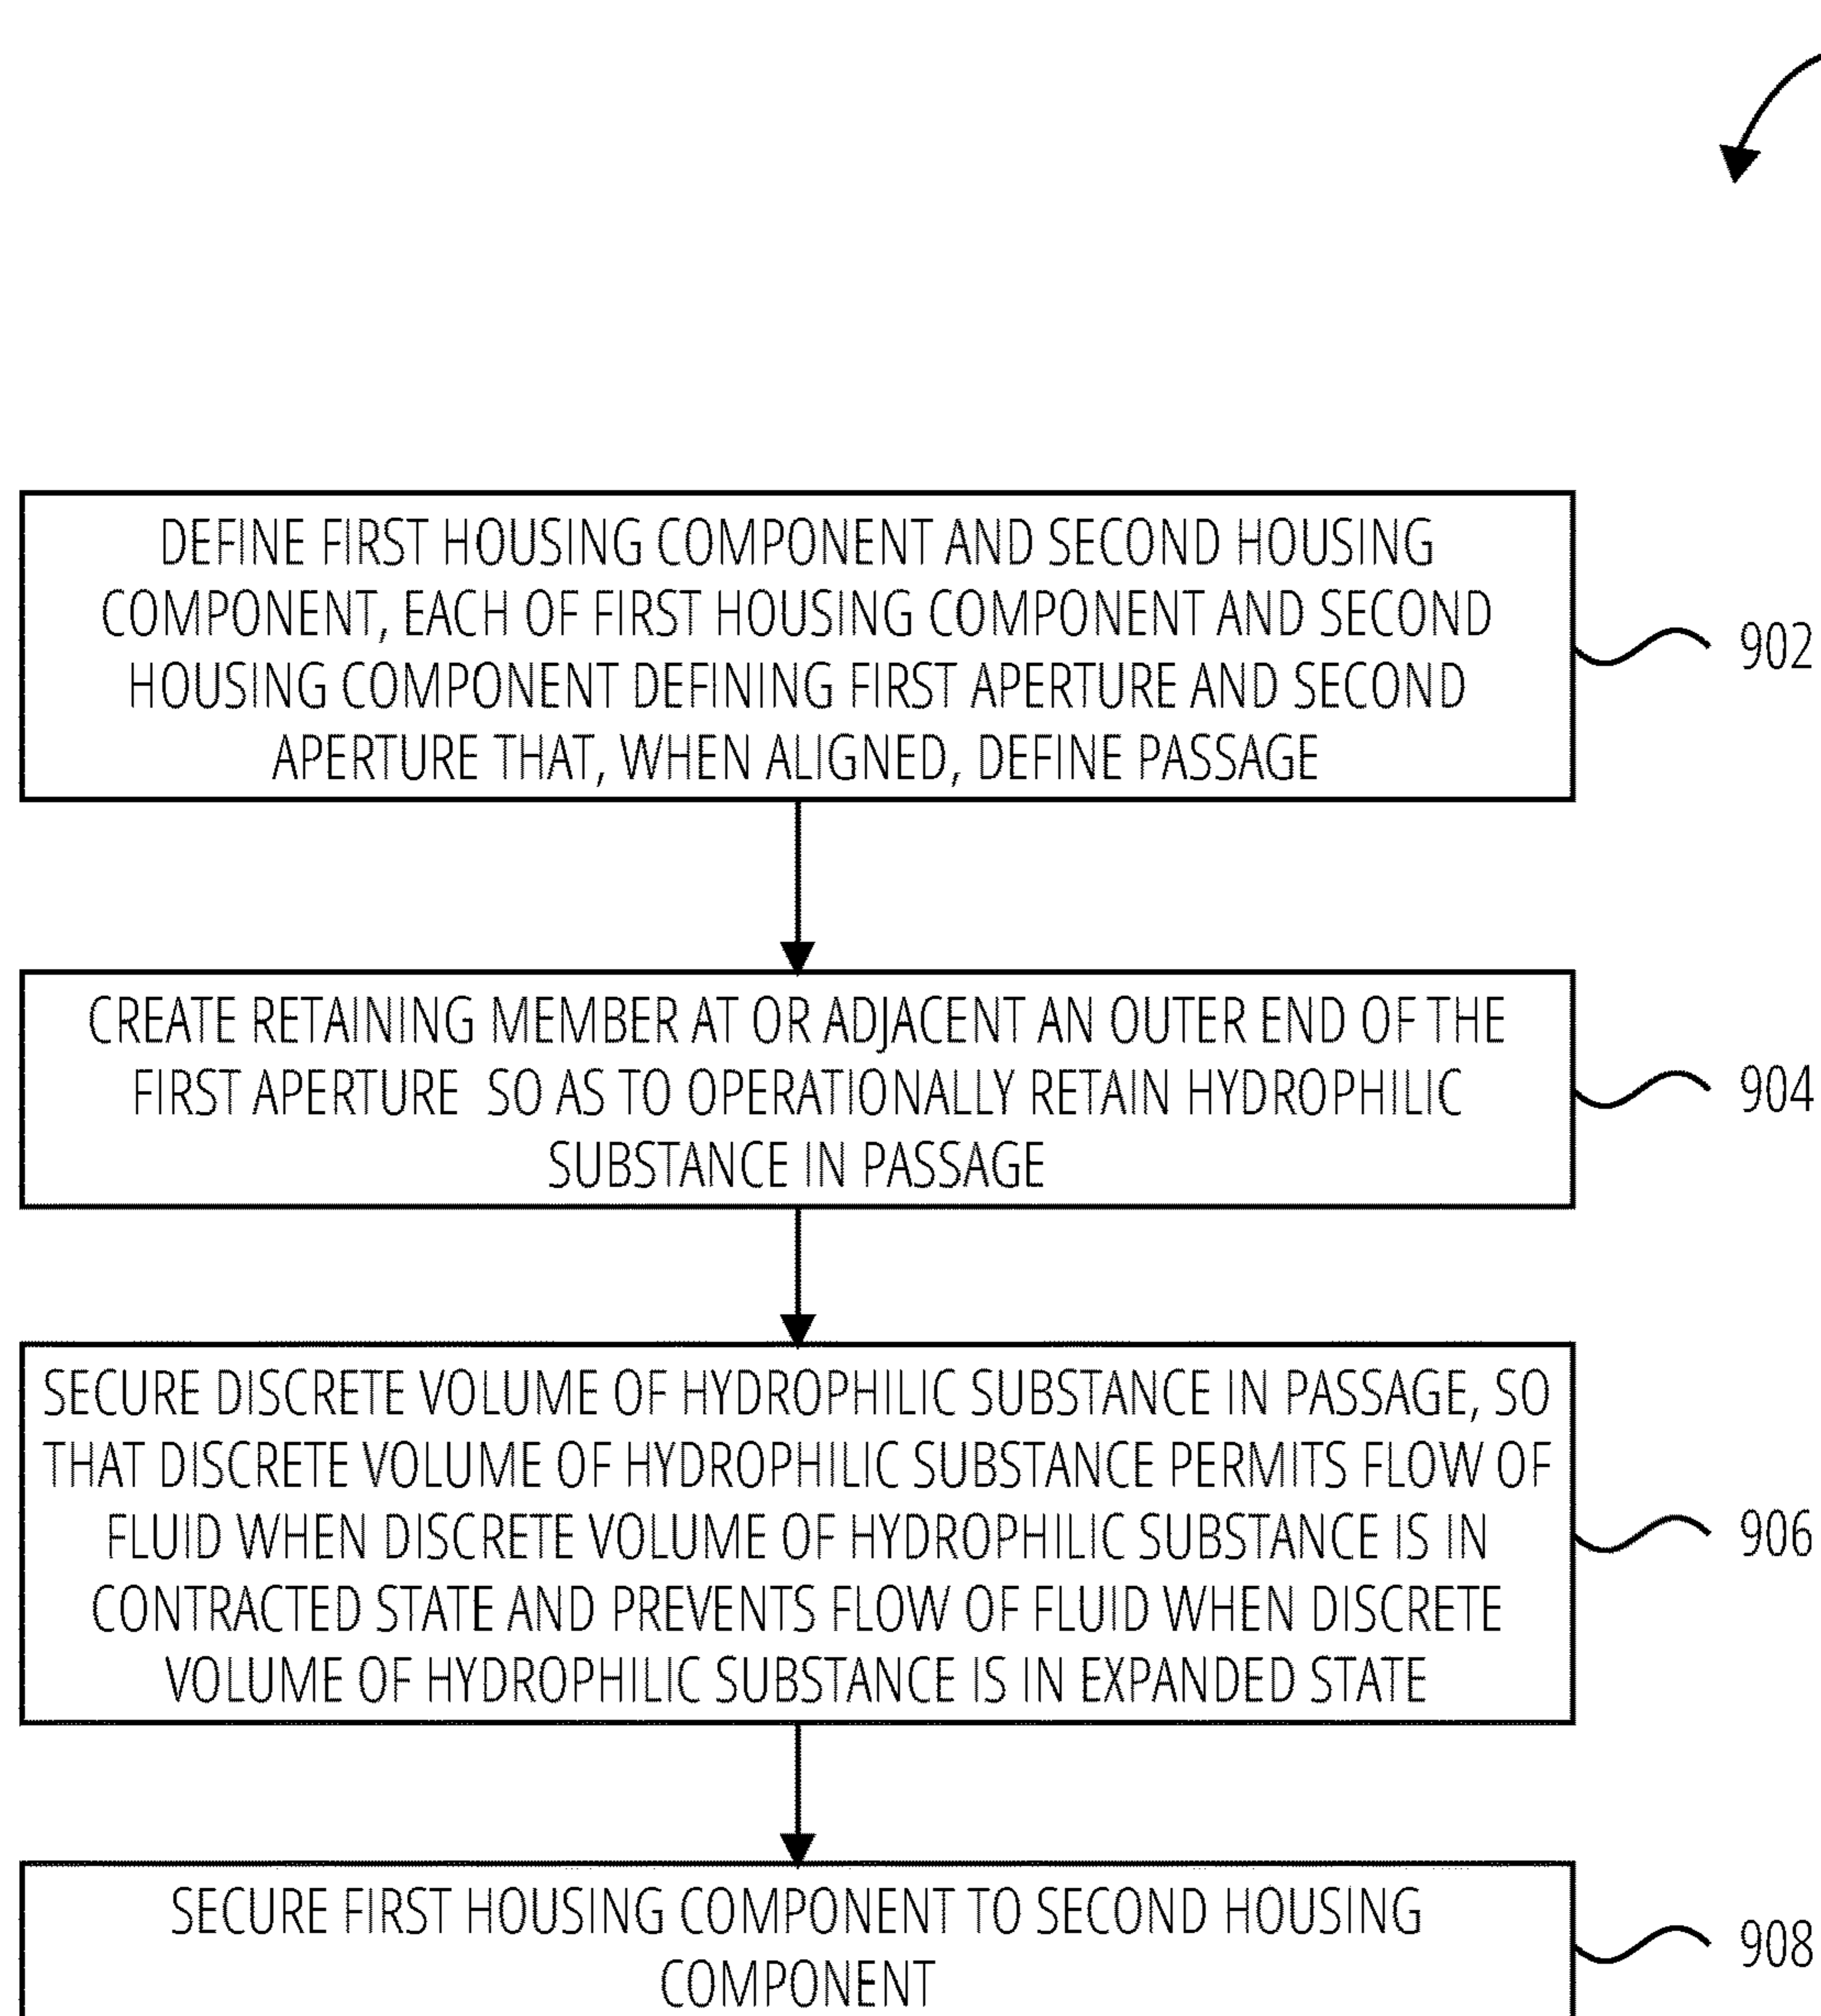 DEFINE FIRST HOUSING COMPONENT AND SECOND HOUSING
COMPONENT, EACH OF FIRST HOUSING COMPONENT AND SECOND
HOUSING COMPONENT DEFINING FIRST APERTURE AND SECOND
APERTURE THAT, WHEN ALIGNED, DEFINE PASSAGE
902
CREATE RETAINING MEMBER AT OR ADJACENT AN OUTER END OF THE
FIRST APERTURE SO AS TO OPERATIONALLY RETAIN HYDROPHILIC
SUBSTANCE IN PASSAGE
904
SECURE DISCRETE VOLUME OF HYDROPHILIC SUBSTANCE IN PASSAGE, SO
THAT DISCRETE VOLUME OF HYDROPHILIC SUBSTANCE PERMITS FLOW OF
FLUID WHEN DISCRETE VOLUME OF HYDROPHILIC SUBSTANCE IS IN
CONTRACTED STATE AND PREVENTS FLOW OF FLUID WHEN DISCRETE
VOLUME OF HYDROPHILIC SUBSTANCE IS IN EXPANDED STATE
906
SECURE FIRST HOUSING COMPONENT TO SECOND HOUSING
COMPONENT
908